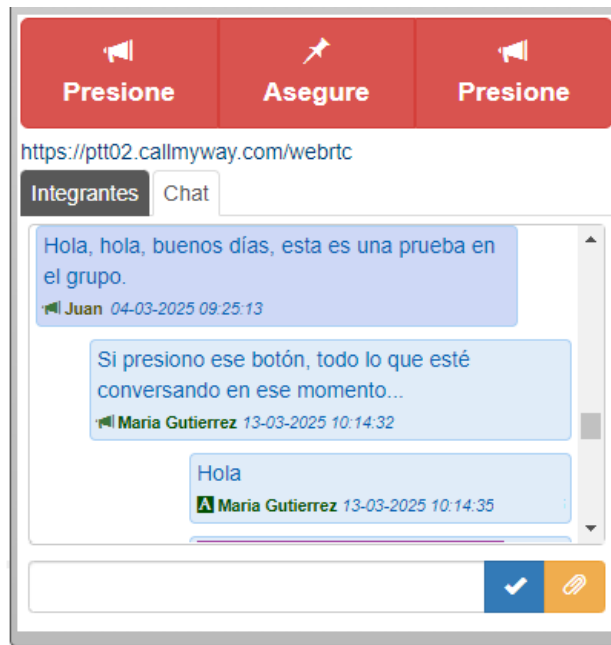 Presione Asegure Presione
https://ptt02.callmyway.com/webrtc
Integrantes Chat
Hola, hola, buenos días, esta es una prueba en
el grupo.
Juan 04-03-2025 09:25:13
Si presiono ese botón, todo lo que esté
conversando en ese momento...
Maria Gutierrez 13-03-2025 10:14:32
Hola
A Maria Gutierrez 13-03-2025 10:14:35